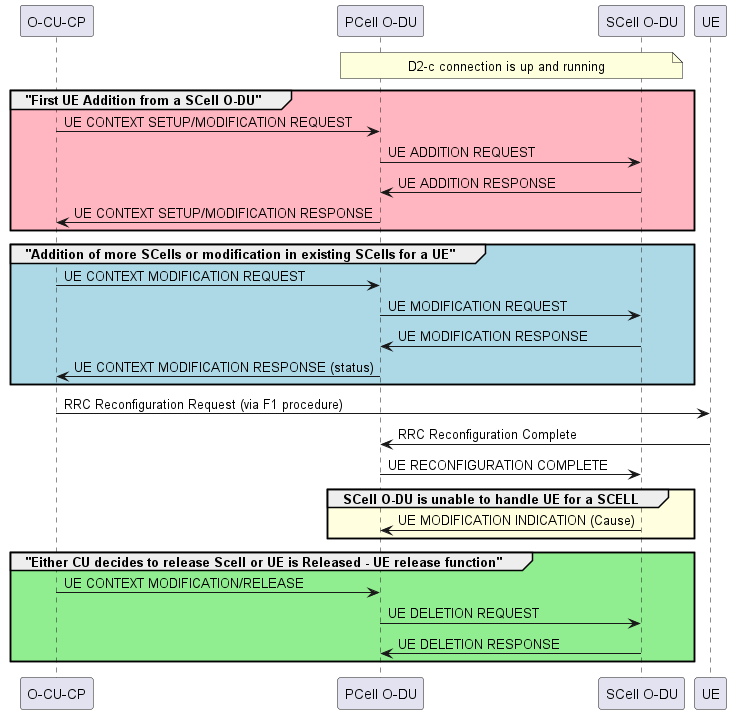 O-CU-CP
PCell O-DU
SCell O-DU
UE
D2-c connection is up and running
"First UE Addition from a SCell O-DU"
UE CONTEXT SETUP/MODIFICATION REQUEST
UE ADDITION REQUEST
UE ADDITION RESPONSE
UE CONTEXT SETUP/MODIFICATION RESPONSE
"Addition of more SCells or modification in existing SCells for a UE"
UE CONTEXT MODIFICATION REQUEST
UE MODIFICATION REQUEST
UE MODIFICATION RESPONSE
UE CONTEXT MODIFICATION RESPONSE (status)
RRC Reconfiguration Request (via F1 procedure)
RRC Reconfiguration Complete
UE RECONFIGURATION COMPLETE
SCell O-DU is unable to handle UE for a SCELL
UE MODIFICATION INDICATION (Cause)
"Either CU decides to release Scell or UE is Released - UE release function"
UE CONTEXT MODIFICATION/RELEASE
UE DELETION REQUEST
UE DELETION RESPONSE
O-CU-CP
PCell O-DU
SCell O-DU
UE